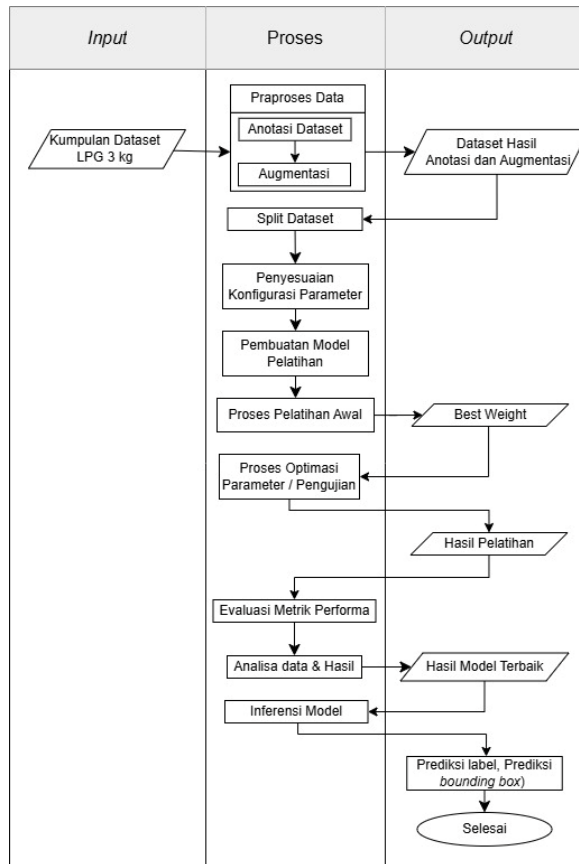 Input
Proses
Output
Kumpulan Dataset
LPG 3 kg
Praproses Data
Anotasi Dataset
Augmentasi
Dataset Hasil
Anotasi dan Augmentasi
Split Dataset
Penyesuaian
Konfigurasi Parameter
Pembuatan Model
Pelatihan
Proses Pelatihan Awal
Best Weight
Proses Optimasi
Parameter / Pengujian
Hasil Pelatihan
Evaluasi Metrik Performa
Analisa data & Hasil
Hasil Model Terbaik
Inferensi Model
Prediksi label, Prediksi
bounding box)
Selesai